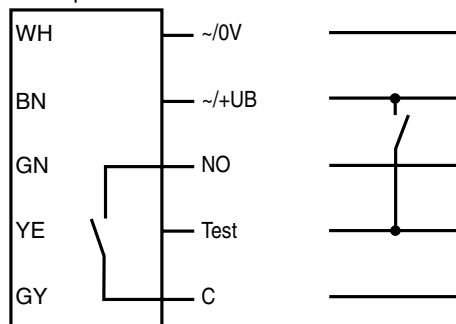 WH ~/0V
BN ~/+UB
GN NO
YE Test
GY C